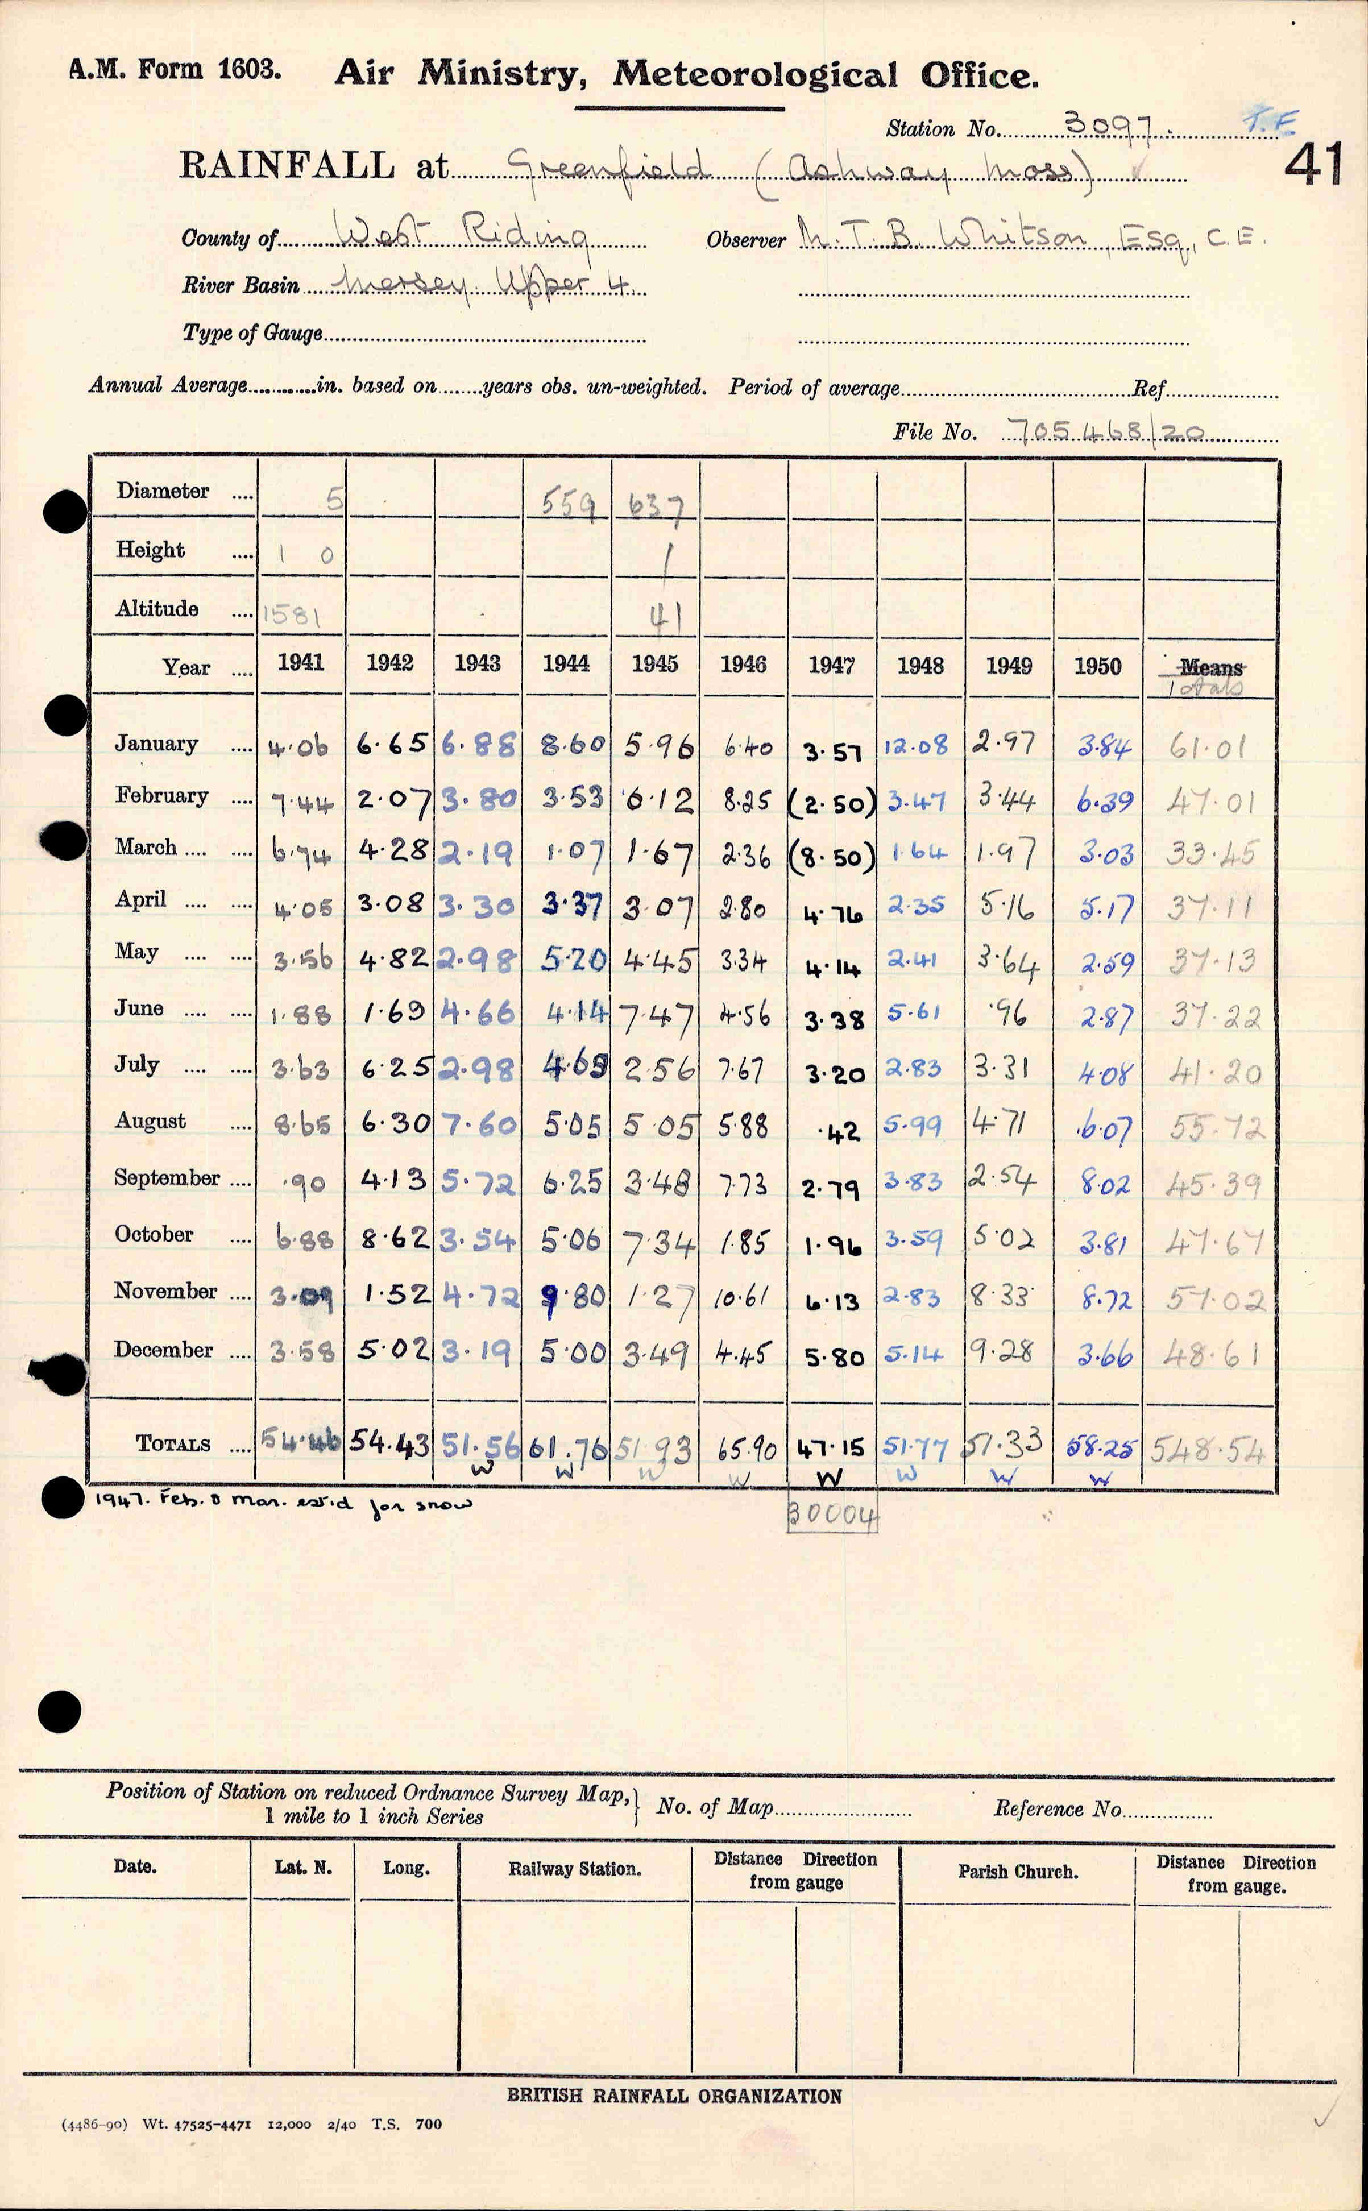 A.M. Form 1603. Air Ministry, Meteorological Office.
Station No. 3097. T.F
RAINFALL at Greenfield (Ashway Moss) 41
County of West Riding Observer M.T.B. Whitson, Esq., C.E.
River Basin Mersey Upper 4.
Type of Gauge
Annual Average in. based on years obs. un-weighted. Period of average Ref
File No. 705468/20
Diameter 5 559 637
Height 1 0 1
Altitude 1581 41
Year 1941 1942 1943 1944 1945 1946 1947 1948 1949 1950 Means Totals
January 4.06 6.65 6.88 8.60 5.96 6.40 3.57 12.08 2.97 3.84 61.01
February 7.44 2.07 3.80 3.53 6.12 8.25 (2.50) 3.47 3.44 6.39 47.01
March 6.74 4.28 2.19 1.07 1.67 2.36 (8.50) 1.64 1.97 3.03 33.45
April 4.05 3.08 3.30 3.37 3.07 2.80 4.76 2.35 5.16 5.17 37.11
May 3.56 4.82 2.98 5.20 4.45 3.34 4.14 2.41 3.64 2.59 37.13
June 1.88 1.69 4.66 4.14 7.47 4.56 3.38 5.61 .96 2.87 37.22
July 3.63 6.25 2.98 4.69 2.56 7.67 3.20 2.83 3.31 4.08 41.20
August 8.65 6.30 7.60 5.05 5.05 5.88 .42 5.99 4.71 6.07 55.72
September .90 4.13 5.72 6.25 3.48 7.73 2.79 3.83 2.54 8.02 45.39
October 6.88 8.62 3.54 5.06 7.34 1.85 1.96 3.59 5.02 3.81 47.67
November 3.09 1.52 4.72 9.80 1.27 10.61 6.13 2.83 8.33 8.72 57.02
December 3.58 5.02 3.19 5.00 3.49 4.45 5.80 5.14 9.28 3.66 48.61
TOTALS 54.46 54.43 51.56 61.76 51.93 65.90 47.15 51.77 51.33 58.25 548.54
W W W W W W W W
1947. Feb. & Mar. est'd for snow 30004
Position of Station on reduced Ordnance Survey Map, No. of Map Reference No.
1 mile to 1 inch Series
Date. Lat. N. Long. Railway Station. Distance Direction from gauge Parish Church. Distance Direction from gauge.
BRITISH RAINFALL ORGANIZATION
(4486-90) Wt. 47525-4471 12,000 2/40 T.S. 700